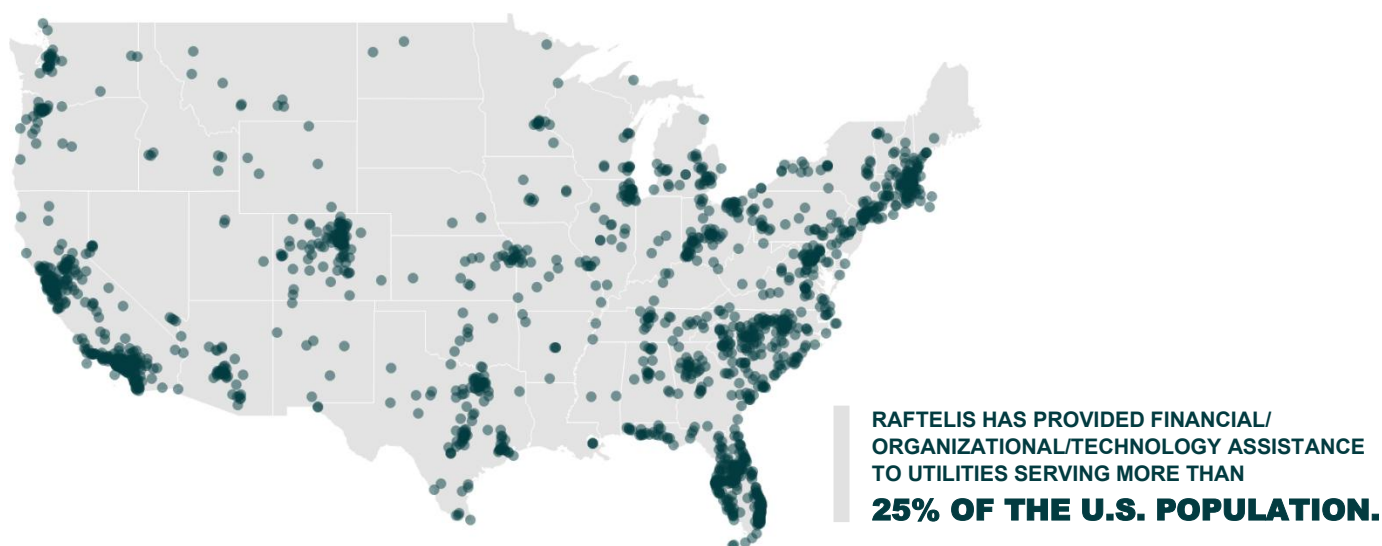 RAFTELIS HAS PROVIDED FINANCIAL/
ORGANIZATIONAL/TECHNOLOGY ASSISTANCE
TO UTILITIES SERVING MORE THAN
25% OF THE U.S. POPULATION.